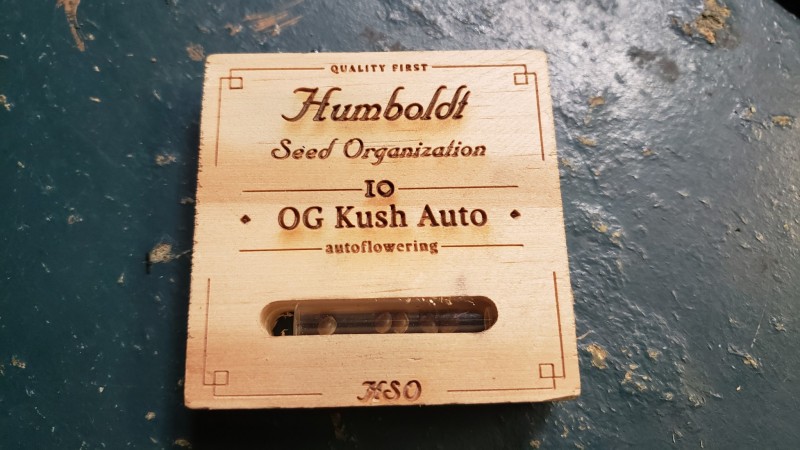 QUALITY FIRST
Humboldt
Seed Organization
10
OG Kush Auto
autoflowering
HSO